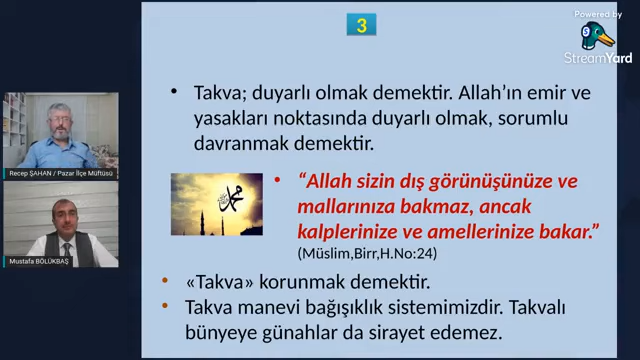 Powered by
StreamYard
3
• Takva; duyarlı olmak demektir. Allah’ın emir ve
yasakları noktasında duyarlı olmak, sorumlu
davranmak demektir.
• “Allah sizin dış görünüşünüze ve
mallarınıza bakmaz, ancak
kalplerinize ve amellerinize bakar.”
(Müslim,Birr,H.No:24)
• «Takva» korunmak demektir.
• Takva manevi bağışıklık sistemimizdir. Takvalı
bünyeye günahlar da sirayet edemez.
Recep ŞAHAN / Pazar İlçe Müftüsü
Mustafa BÖLÜKBAŞ
محمد